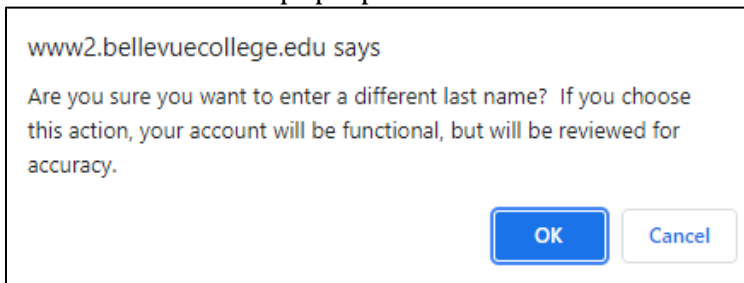 www2.bellevuecollege.edu says
Are you sure you want to enter a different last name?  If you choose
this action, your account will be functional, but will be reviewed for
accuracy.
OK
Cancel